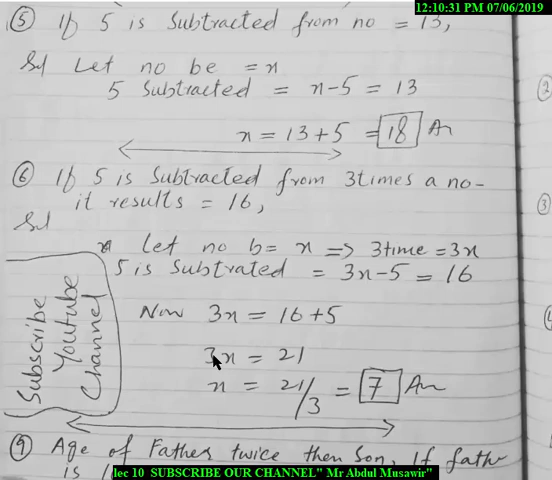 12:10:31 PM 07/06/2019
⑤ If 5 is Subtracted from no = 13,
Sol Let no be = x
5 Subtracted = x-5 = 13
x = 13+5 = 18 An
⑥ If 5 is Subtracted from 3times a no-
it results = 16,
Sol
Let no b= x => 3time = 3x
5 is Subtrated = 3x-5 = 16
Now 3x = 16+5
3x = 21
x = 21/3 = 7 An
Subscribe
Youtube
Channel
⑨ Age of Father twice then Son, If father
is
lec 10 SUBSCRIBE OUR CHANNEL" Mr Abdul Musawir"